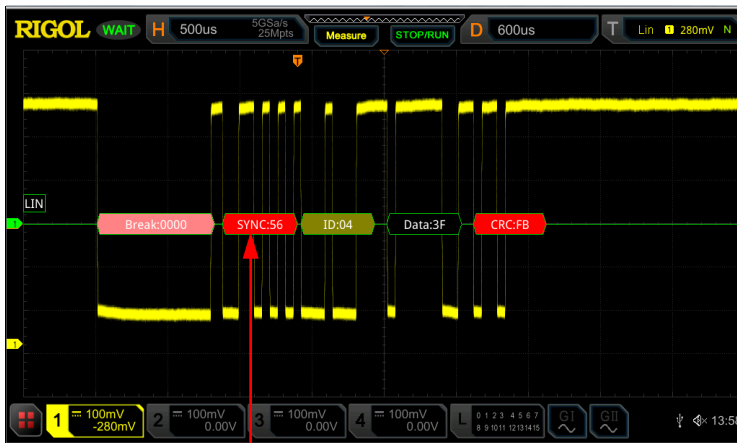 RIGOL WAIT H 500us 5GSa/s 25Mpts Measure STOP/RUN D 600us T Lin 1 280mV N
T
LIN
1 Break:0000 SYNC:56 ID:04 Data:3F CRC:FB
1
1 100mV -280mV 2 100mV 0.00V 3 100mV 0.00V 4 100mV 0.00V L 0 1 2 3 4 5 6 7 8 9 10 11 12 13 14 15 GI GII 13:58